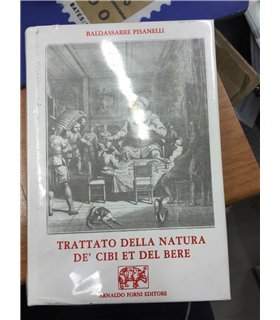 BALDASSARRE PISANELLI
TRATTATO DELLA NATURA
DE' CIBI ET DEL BERE
ARNALDO FORNI EDITORE